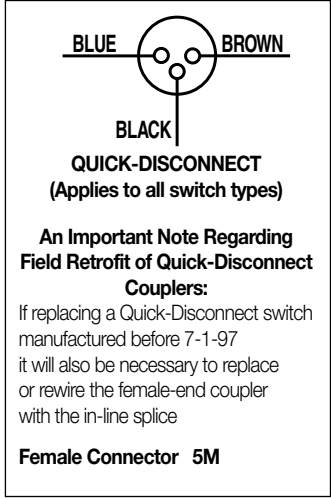 BLUE BROWN
BLACK
QUICK-DISCONNECT
(Applies to all switch types)
An Important Note Regarding
Field Retrofit of Quick-Disconnect
Couplers:
If replacing a Quick-Disconnect switch
manufactured before 7-1-97
it will also be necessary to replace
or rewire the female-end coupler
with the in-line splice
Female Connector 5M